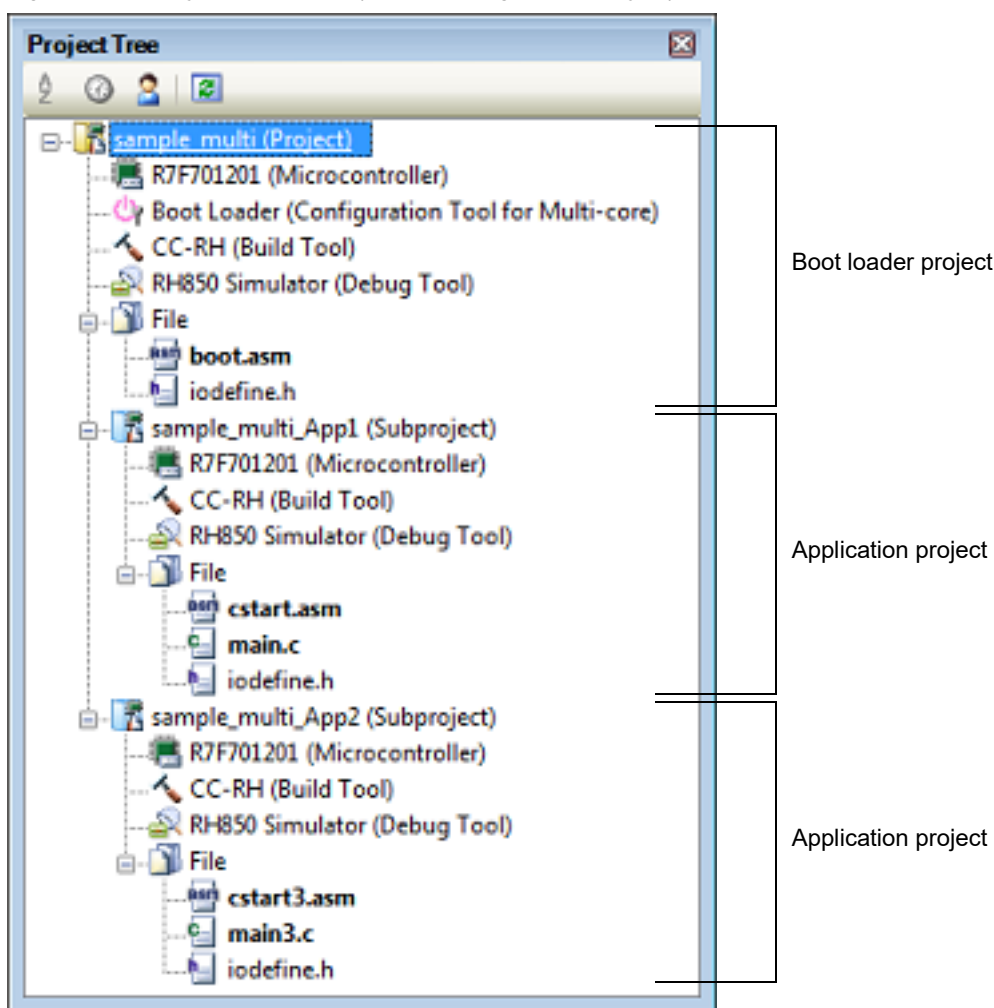 Project Tree
sample_multi (Project)
R7F701201 (Microcontroller)
Boot Loader (Configuration Tool for Multi-core)
CC-RH (Build Tool)
RH850 Simulator (Debug Tool)
File
boot.asm
iodefine.h
Boot loader project
sample_multi_App1 (Subproject)
R7F701201 (Microcontroller)
CC-RH (Build Tool)
RH850 Simulator (Debug Tool)
File
cstart.asm
main.c
iodefine.h
Application project
sample_multi_App2 (Subproject)
R7F701201 (Microcontroller)
CC-RH (Build Tool)
RH850 Simulator (Debug Tool)
File
cstart3.asm
main3.c
iodefine.h
Application project